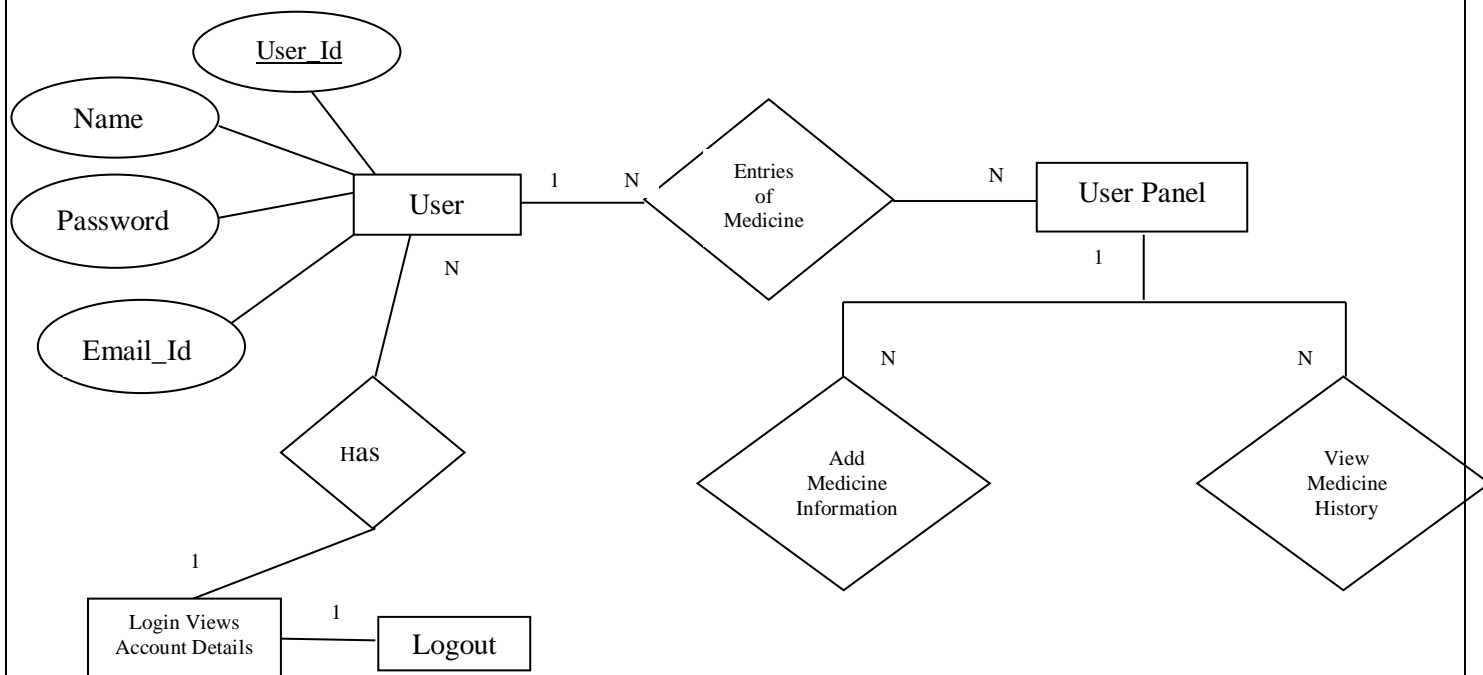 User_Id
Name
Password
Email_Id
User
1
N
Entries
of
Medicine
N
User Panel
N
1
N
N
Has
Add
Medicine
Information
View
Medicine
History
1
Login Views
Account Details
1
Logout